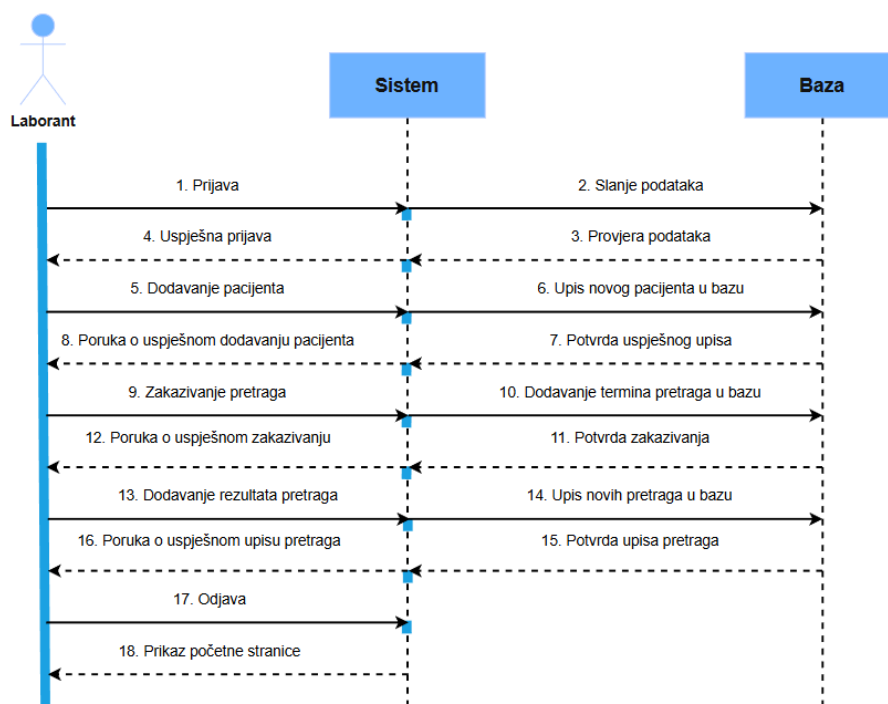 Sistem
Baza
Laborant
1. Prijava
2. Slanje podataka
4. Uspješna prijava
3. Provjera podataka
5. Dodavanje pacijenta
6. Upis novog pacijenta u bazu
8. Poruka o uspješnom dodavanju pacijenta
7. Potvrda uspješnog upisa
9. Zakazivanje pretraga
10. Dodavanje termina pretraga u bazu
12. Poruka o uspješnom zakazivanju
11. Potvrda zakazivanja
13. Dodavanje rezultata pretraga
14. Upis novih pretraga u bazu
16. Poruka o uspješnom upisu pretraga
15. Potvrda upisa pretraga
17. Odjava
18. Prikaz početne stranice